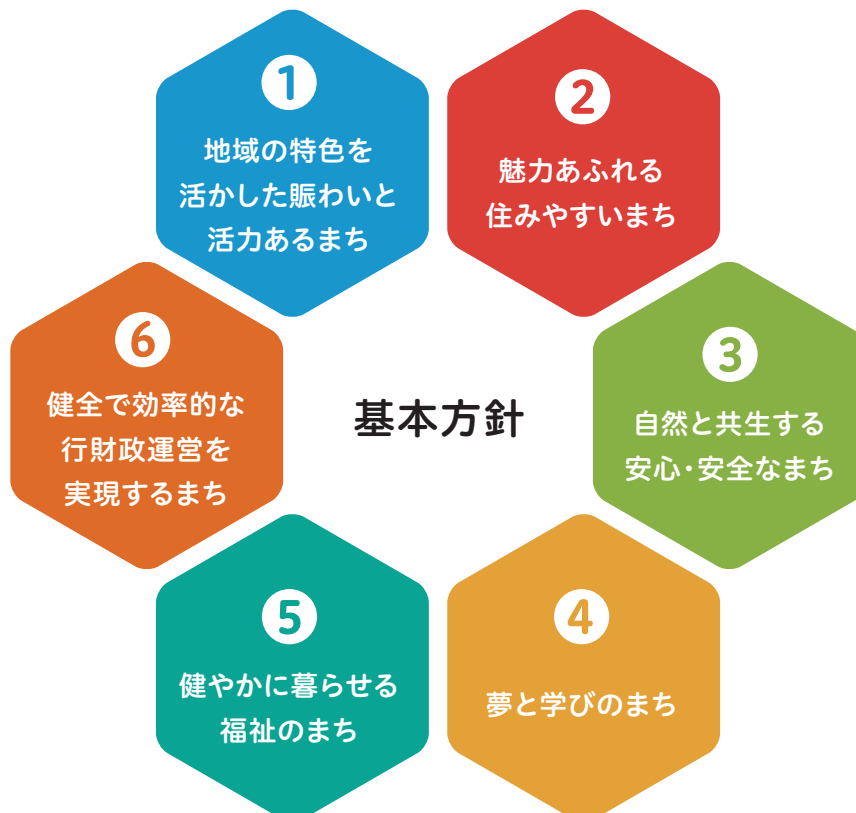 1
地域の特色を
活かした賑わいと
活力あるまち
2
魅力あふれる
住みやすいまち
3
自然と共生する
安心・安全なまち
4
夢と学びのまち
5
健やかに暮らせる
福祉のまち
6
健全で効率的な
行財政運営を
実現するまち
基本方針